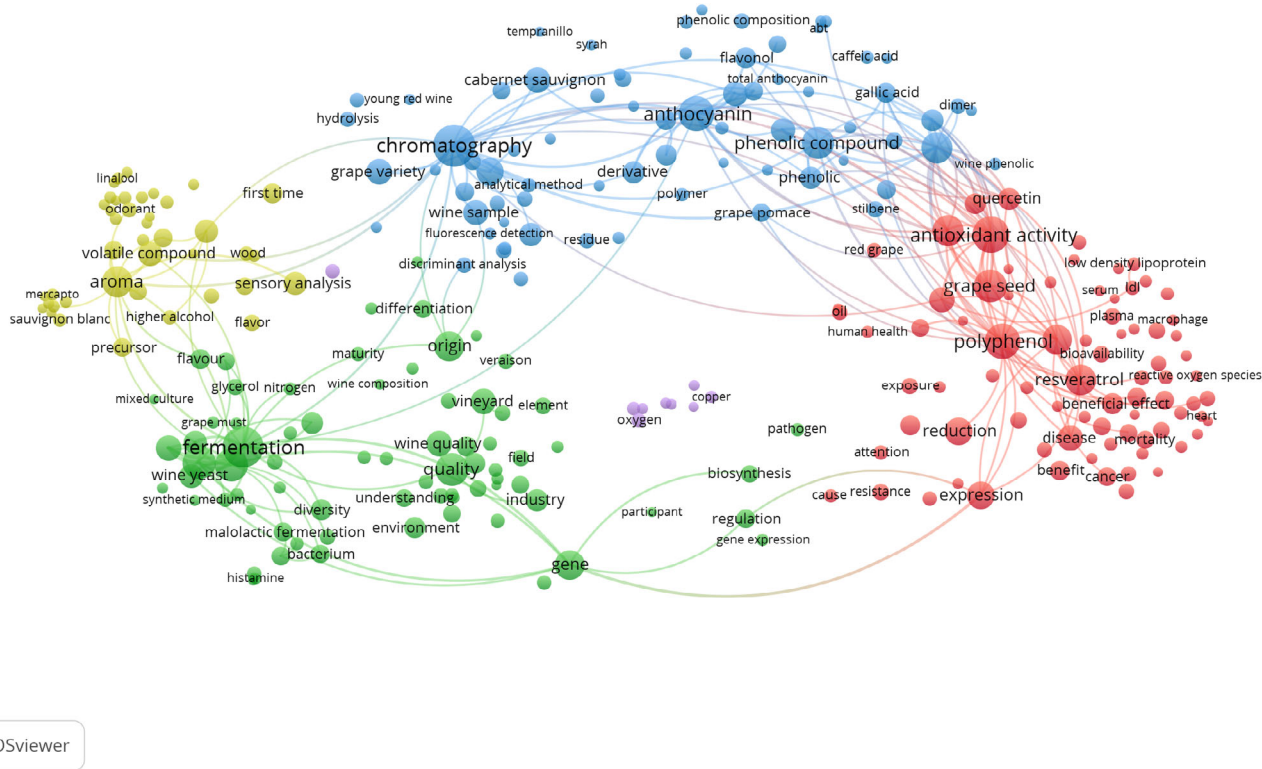 phenolic composition
abt
tempranillo
syrah
flavonol
caffeic acid
cabernet sauvignon
total anthocyanin
gallic acid
young red wine
dimer
hydrolysis
anthocyanin
chromatography
phenolic compound
wine phenolic
grape variety
derivative
phenolic
linalool
analytical method
first time
polymer
quercetin
odorant
wine sample
grape pomace
stilbene
fluorescence detection
antioxidant activity
residue
red grape
volatile compound
wood
discriminant analysis
low density lipoprotein
aroma
sensory analysis
grape seed
serum
ldl
mercapto
differentiation
oil
sauvignon blanc
higher alcohol
flavor
plasma
macrophage
human health
precursor
origin
polyphenol
flavour
maturity
veraison
bioavailability
glycerol
nitrogen
wine composition
exposure
resveratrol
reactive oxygen species
mixed culture
vineyard
element
copper
beneficial effect
grape must
oxygen
heart
pathogen
reduction
fermentation
wine quality
disease
mortality
attention
wine yeast
quality
field
biosynthesis
benefit
cancer
synthetic medium
understanding
industry
cause
resistance
expression
diversity
participant
regulation
malolactic fermentation
environment
gene expression
bacterium
gene
histamine
OSviewer